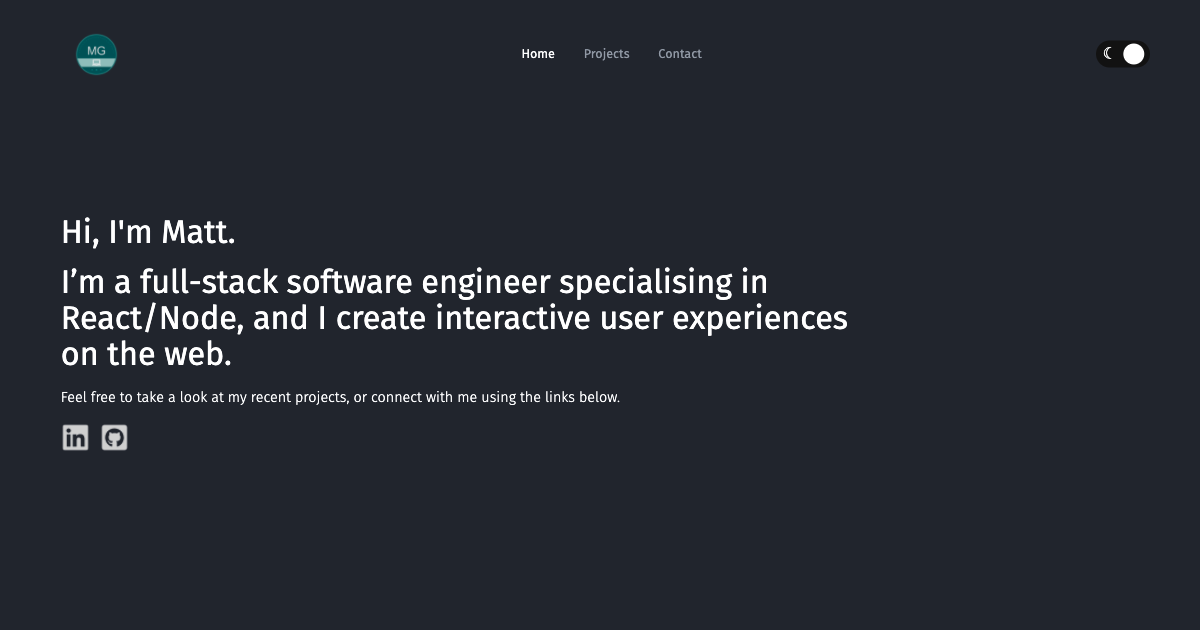 MG
Home Projects Contact
Hi, I'm Matt.
I’m a full-stack software engineer specialising in
React/Node, and I create interactive user experiences
on the web.
Feel free to take a look at my recent projects, or connect with me using the links below.
in